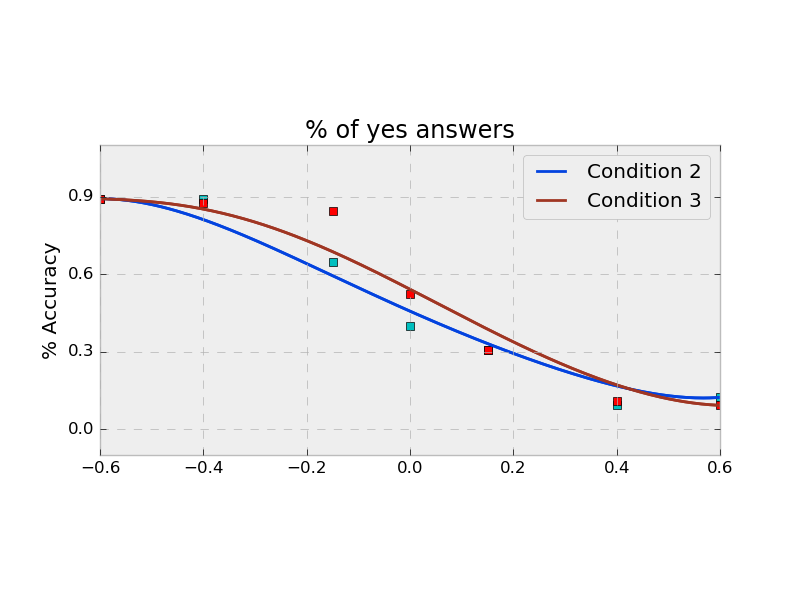 % of yes answers
Condition 2
Condition 3
% Accuracy
0.9
0.6
0.3
0.0
−0.6 −0.4 −0.2 0.0 0.2 0.4 0.6